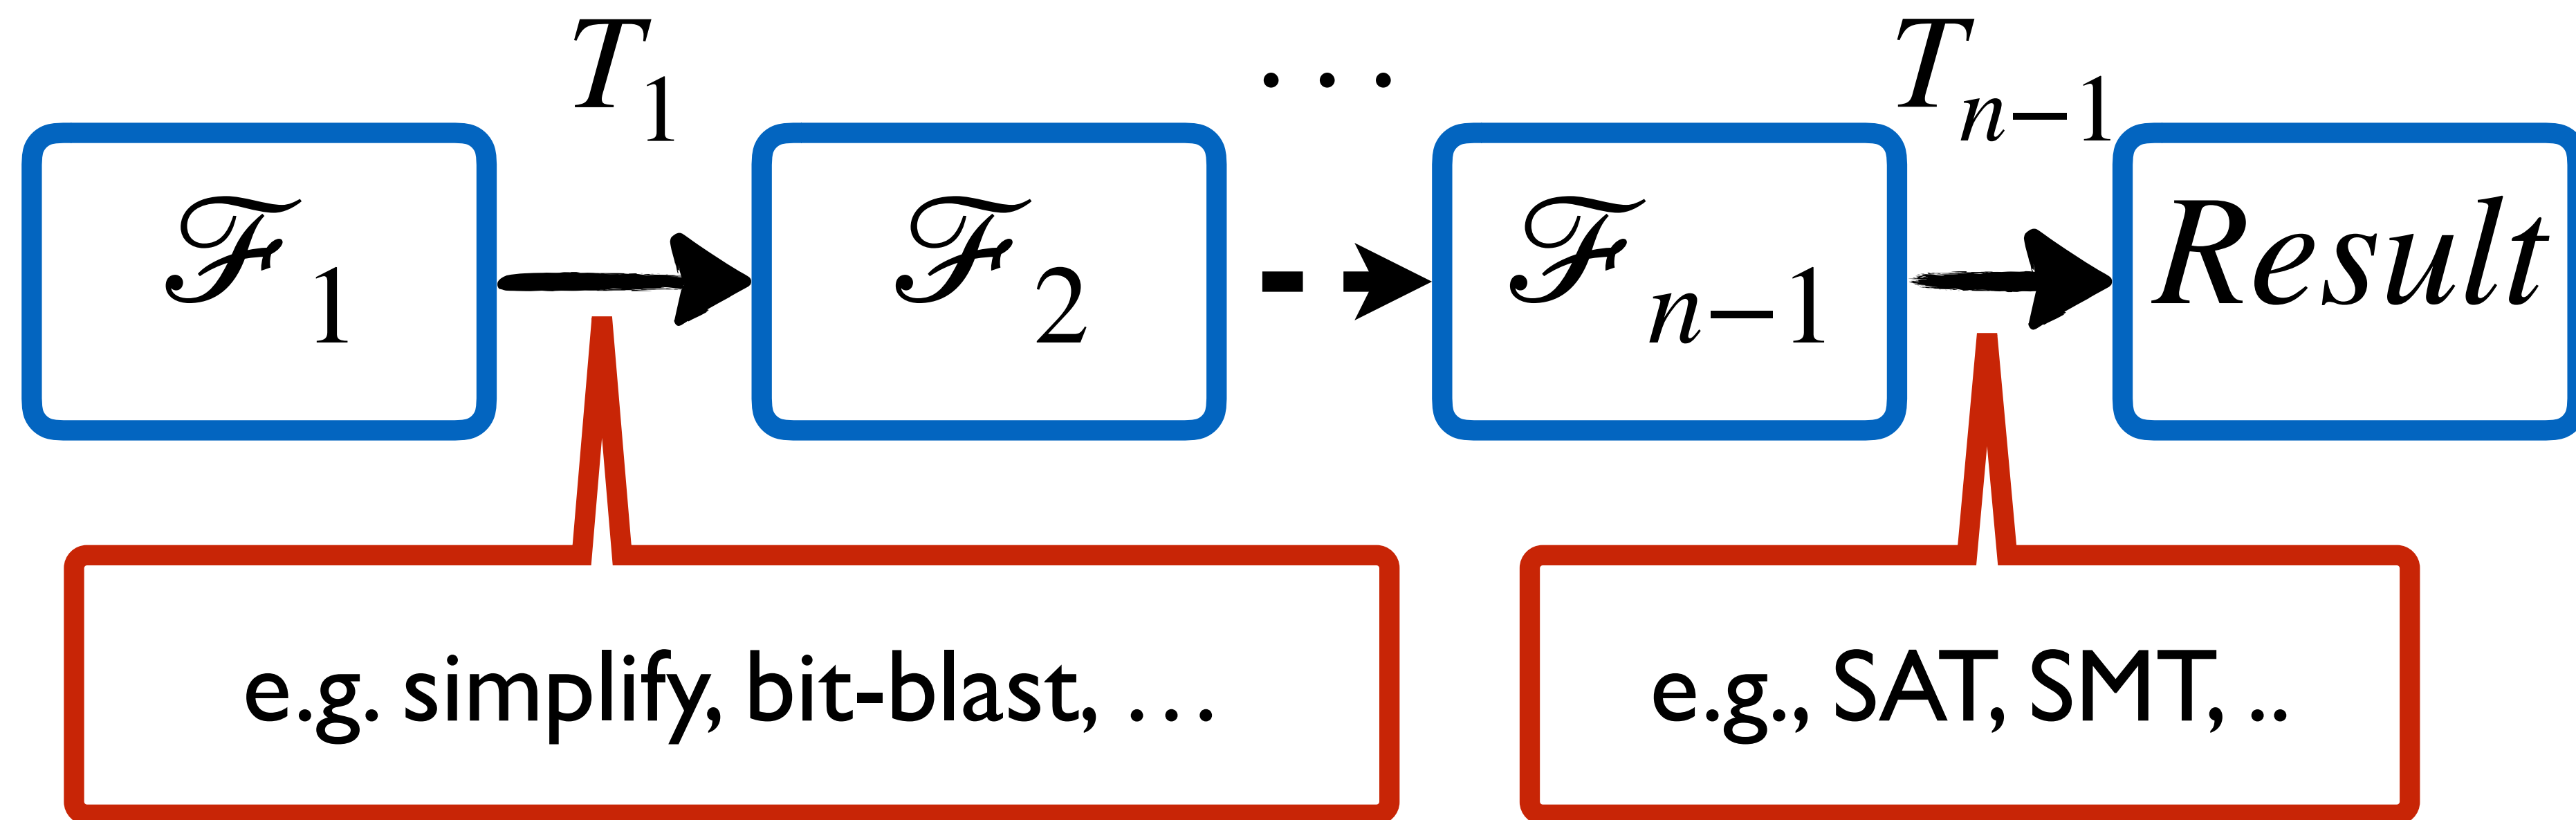 T₁ … Tₙ₋₁
ℱ₁ ℱ₂ ℱₙ₋₁ Result
e.g. simplify, bit-blast, …
e.g., SAT, SMT, ..